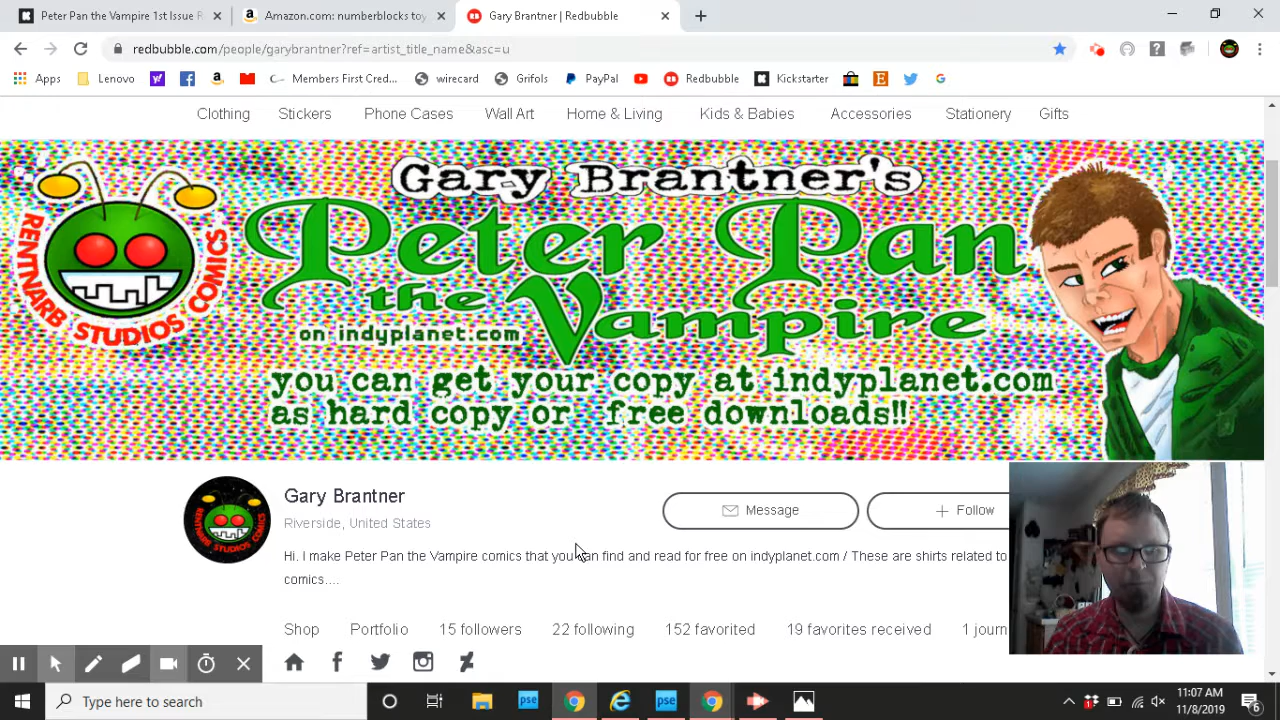 Peter Pan the Vampire 1st Issue R
Amazon.com: numberblocks toy
Gary Brantner | Redbubble
redbubble.com/people/garybrantner?ref=artist_title_name&asc=u
Apps
Lenovo
Members First Cred...
wirecard
Grifols
PayPal
Redbubble
Kickstarter
Clothing
Stickers
Phone Cases
Wall Art
Home & Living
Kids & Babies
Accessories
Stationery
Gifts
RENTNARB STUDIOS COMICS
Gary Brantner's
Peter Pan
the Vampire
on indyplanet.com
you can get your copy at indyplanet.com
as hard copy or free downloads!!
RENTNARB STUDIOS COMICS
Gary Brantner
Riverside, United States
Message
Follow
Hi. I make Peter Pan the Vampire comics that you can find and read for free on indyplanet.com / These are shirts related to
comics....
Shop
Portfolio
15 followers
22 following
152 favorited
19 favorites received
1 journ
Type here to search
pse
pse
11:07 AM
11/8/2019
6